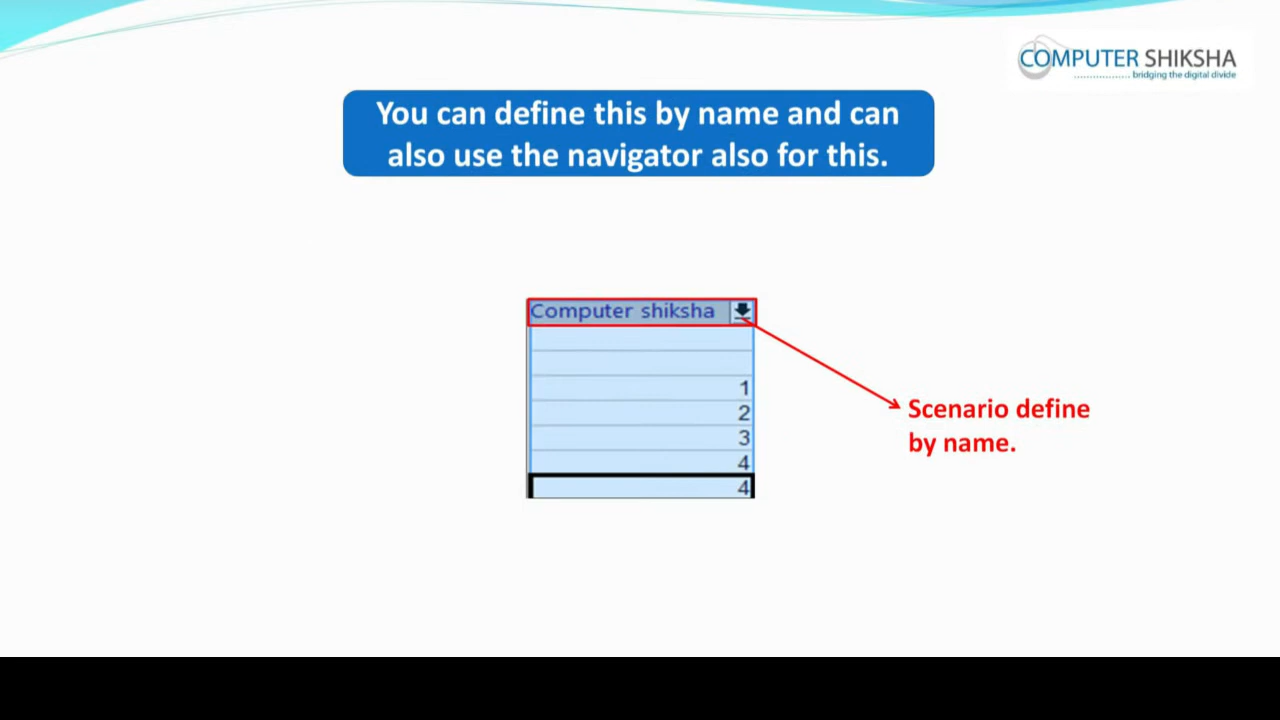 COMPUTER SHIKSHA
bridging the digital divide
You can define this by name and can
also use the navigator also for this.
Computer shiksha
1
2
3
4
4
Scenario define
by name.